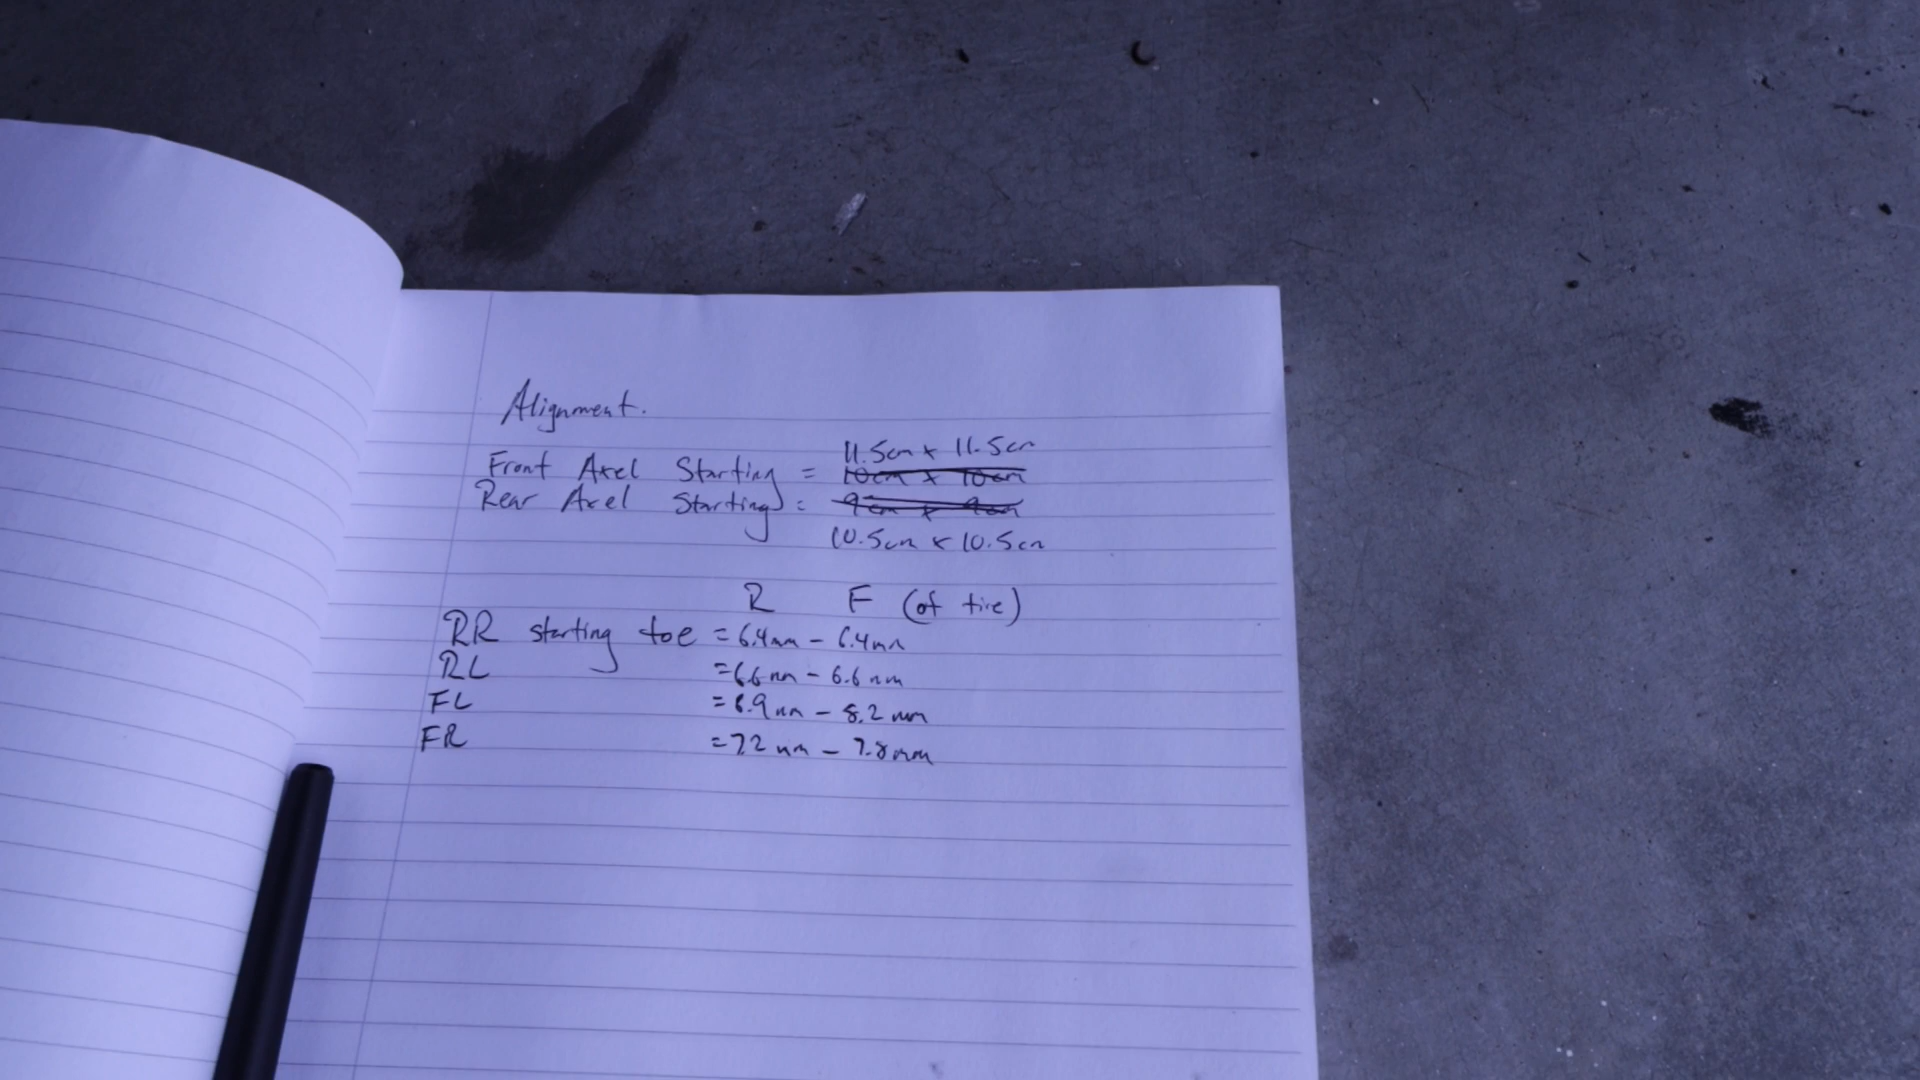 Alignment.
11.5cm x 11.5cm
Front Axel Starting = 10cm x 10cm
Rear Axel Starting = 9cm x 9cm
10.5cm x 10.5cm
R F (of tire)
RR starting toe = 6.4mm - 6.4mm
RL = 6.6mm - 6.6mm
FL = 8.9mm - 8.2mm
FR = 7.2mm - 7.8mm